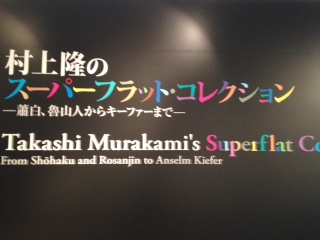 村上隆の
スーパーフラット・コレクション
―蕭白、魯山人からキーファーまで―
Takashi Murakami's Superflat Co
From Shōhaku and Rosanjin to Anselm Kiefer